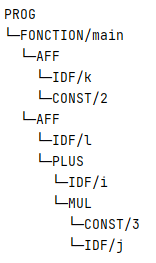 PROG
└─FONCTION/main
  └─AFF
    └─IDF/k
    └─CONST/2
  └─AFF
    └─IDF/l
    └─PLUS
      └─IDF/i
      └─MUL
        └─CONST/3
        └─IDF/j